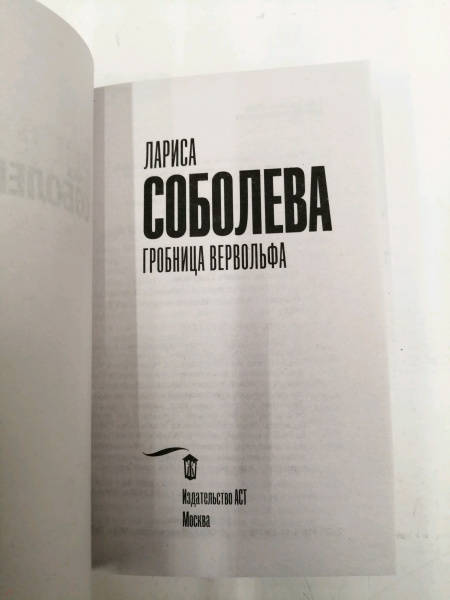 ЛАРИСА
СОБОЛЕВА
ГРОБНИЦА ВЕРВОЛЬФА
Издательство АСТ
Москва